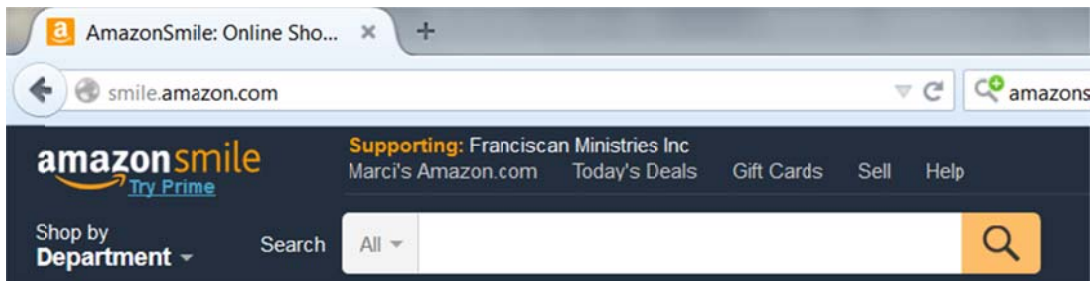 AmazonSmile: Online Sho...
smile.amazon.com
amazons
amazonsmile
Try Prime
Supporting: Franciscan Ministries Inc
Marci's Amazon.com Today's Deals Gift Cards Sell Help
Shop by
Department
Search
All